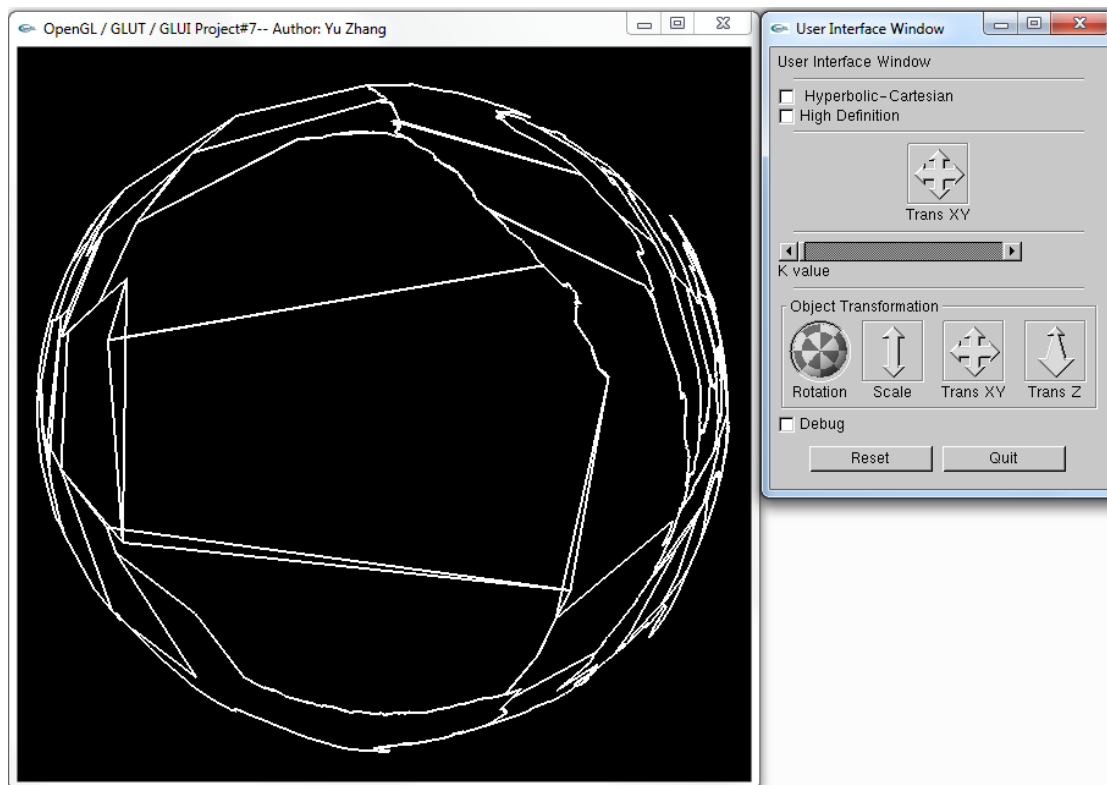 OpenGL / GLUT / GLUI Project#7-- Author: Yu Zhang
User Interface Window
User Interface Window
Hyperbolic-Cartesian
High Definition
Trans XY
K value
Object Transformation
Rotation Scale Trans XY Trans Z
Debug
Reset Quit